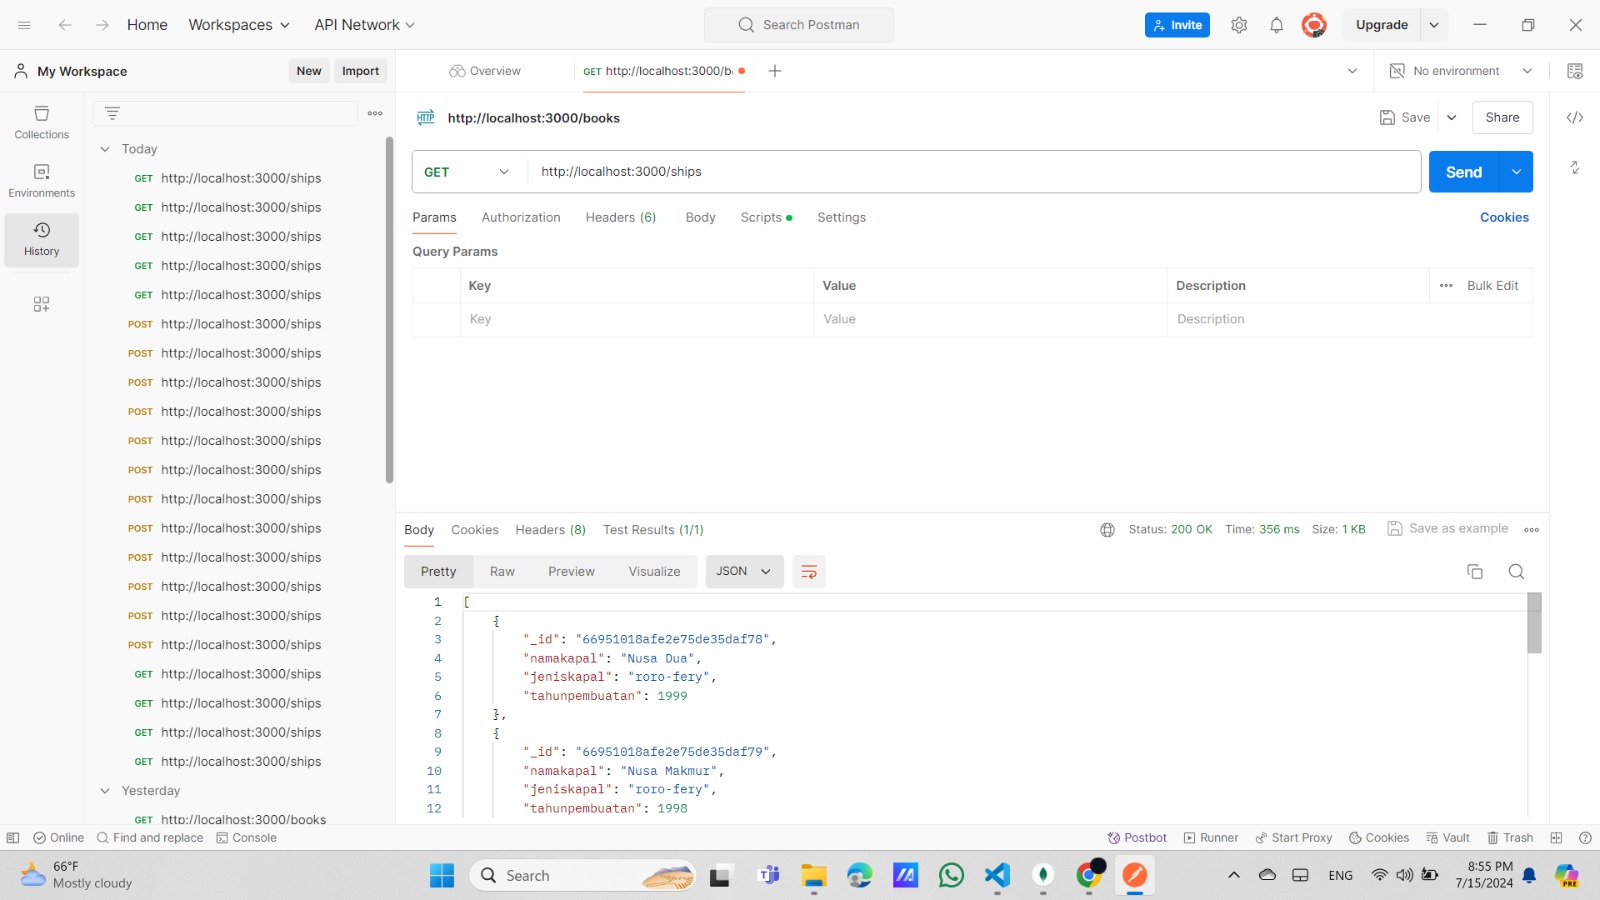 Home
Workspaces
API Network
Search Postman
Invite
Upgrade
My Workspace
New
Import
Overview
GET http://localhost:3000/b
No environment
Collections
Environments
History
Today
GET http://localhost:3000/ships
GET http://localhost:3000/ships
GET http://localhost:3000/ships
GET http://localhost:3000/ships
GET http://localhost:3000/ships
POST http://localhost:3000/ships
POST http://localhost:3000/ships
POST http://localhost:3000/ships
POST http://localhost:3000/ships
POST http://localhost:3000/ships
POST http://localhost:3000/ships
POST http://localhost:3000/ships
POST http://localhost:3000/ships
POST http://localhost:3000/ships
POST http://localhost:3000/ships
POST http://localhost:3000/ships
POST http://localhost:3000/ships
GET http://localhost:3000/ships
GET http://localhost:3000/ships
GET http://localhost:3000/ships
GET http://localhost:3000/ships
Yesterday
GET http://localhost:3000/books
HTTP http://localhost:3000/books
Save
Share
GET http://localhost:3000/ships
Send
Params Authorization Headers (6) Body Scripts Settings Cookies
Query Params
Key Value Description Bulk Edit
Key Value Description
Body Cookies Headers (8) Test Results (1/1) Status: 200 OK Time: 356 ms Size: 1 KB Save as example
Pretty Raw Preview Visualize JSON
1 [
2 {
3 "_id": "66951018afe2e75de35daf78",
4 "namakapal": "Nusa Dua",
5 "jeniskapal": "roro-fery",
6 "tahunpembuatan": 1999
7 },
8 {
9 "_id": "66951018afe2e75de35daf79",
10 "namakapal": "Nusa Makmur",
11 "jeniskapal": "roro-fery",
12 "tahunpembuatan": 1998
Online Find and replace Console Postbot Runner Start Proxy Cookies Vault Trash
66°F
Mostly cloudy
Search
ENG
8:55 PM
7/15/2024
PRE